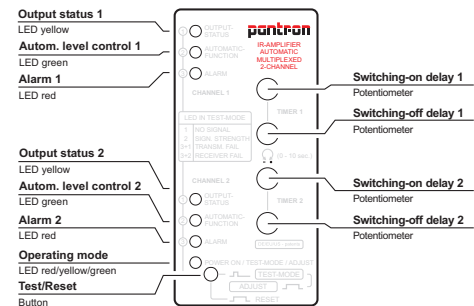 Output status 1
LED yellow
Autom. level control 1
LED green
Alarm 1
LED red
Output status 2
LED yellow
Autom. level control 2
LED green
Alarm 2
LED red
Operating mode
LED red/yellow/green
Test/Reset
Button
OUTPUT-
STATUS
AUTOMATIC-
FUNCTION
ALARM
CHANNEL 1
LED IN TEST-MODE
1 NO SIGNAL
2 SIGN. STRENGTH
3+1 TRANSM. FAIL
3+2 RECEIVER FAIL
CHANNEL 2
OUTPUT-
STATUS
AUTOMATIC-
FUNCTION
ALARM
POWER ON / TEST-MODE / ADJUST
TEST-MODE
ADJUST
RESET
pantron
IR-AMPLIFIER
AUTOMATIC
MULTIPLEXED
2-CHANNEL
TIMER 1
(0 - 10 sec.)
TIMER 2
Switching-on delay 1
Potentiometer
Switching-off delay 1
Potentiometer
Switching-on delay 2
Potentiometer
Switching-off delay 2
Potentiometer